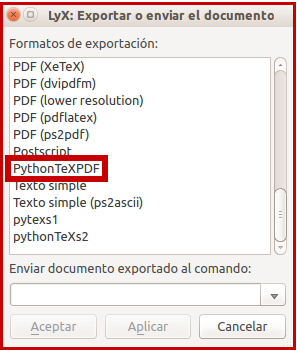 LyX: Exportar o enviar el documento
Formatos de exportación:
PDF (XeTeX)
PDF (dvipdfm)
PDF (lower resolution)
PDF (pdflatex)
PDF (ps2pdf)
Postscript
PythonTeXPDF
Texto simple
Texto simple (ps2ascii)
pytexs1
pythonTeXs2
Enviar documento exportado al comando:
Aceptar
Aplicar
Cancelar